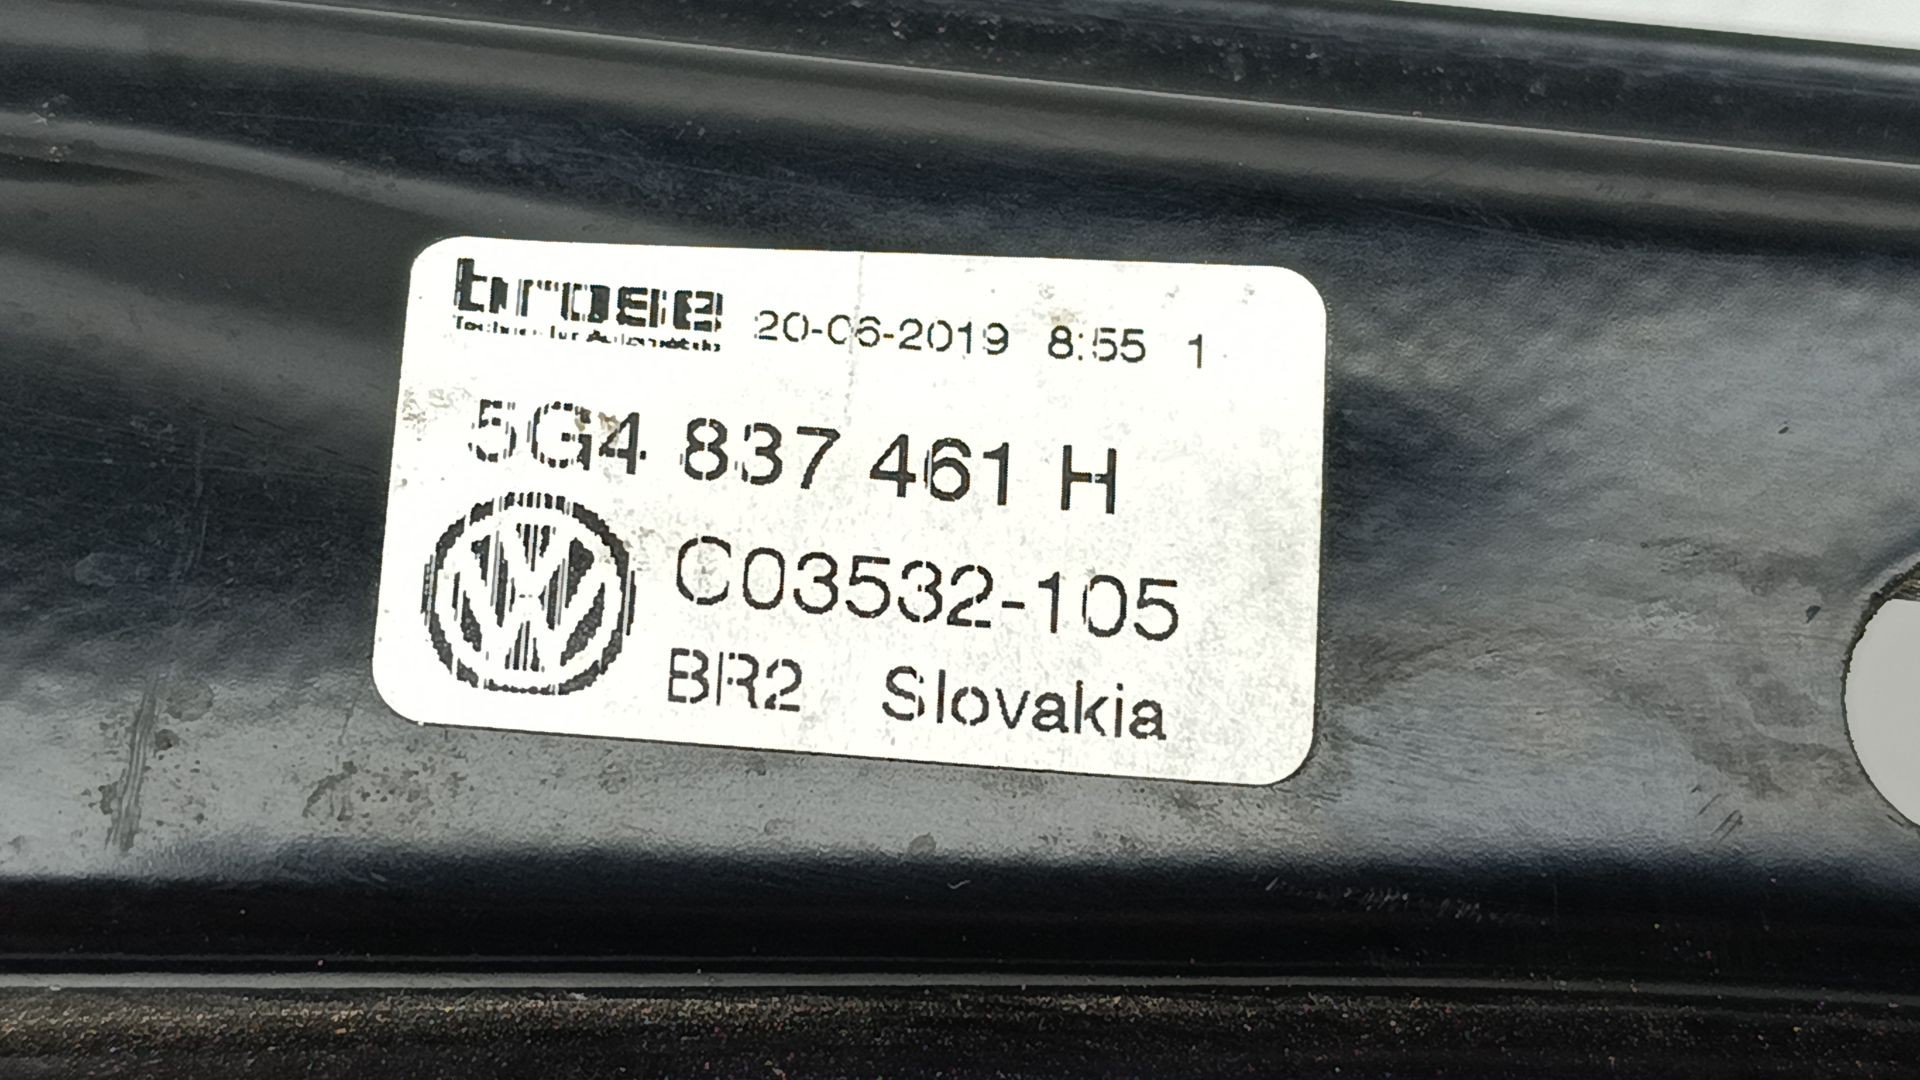 brose 20-06-2019 8:55 1
5G4 837 461 H
C03532-105
BR2 Slovakia